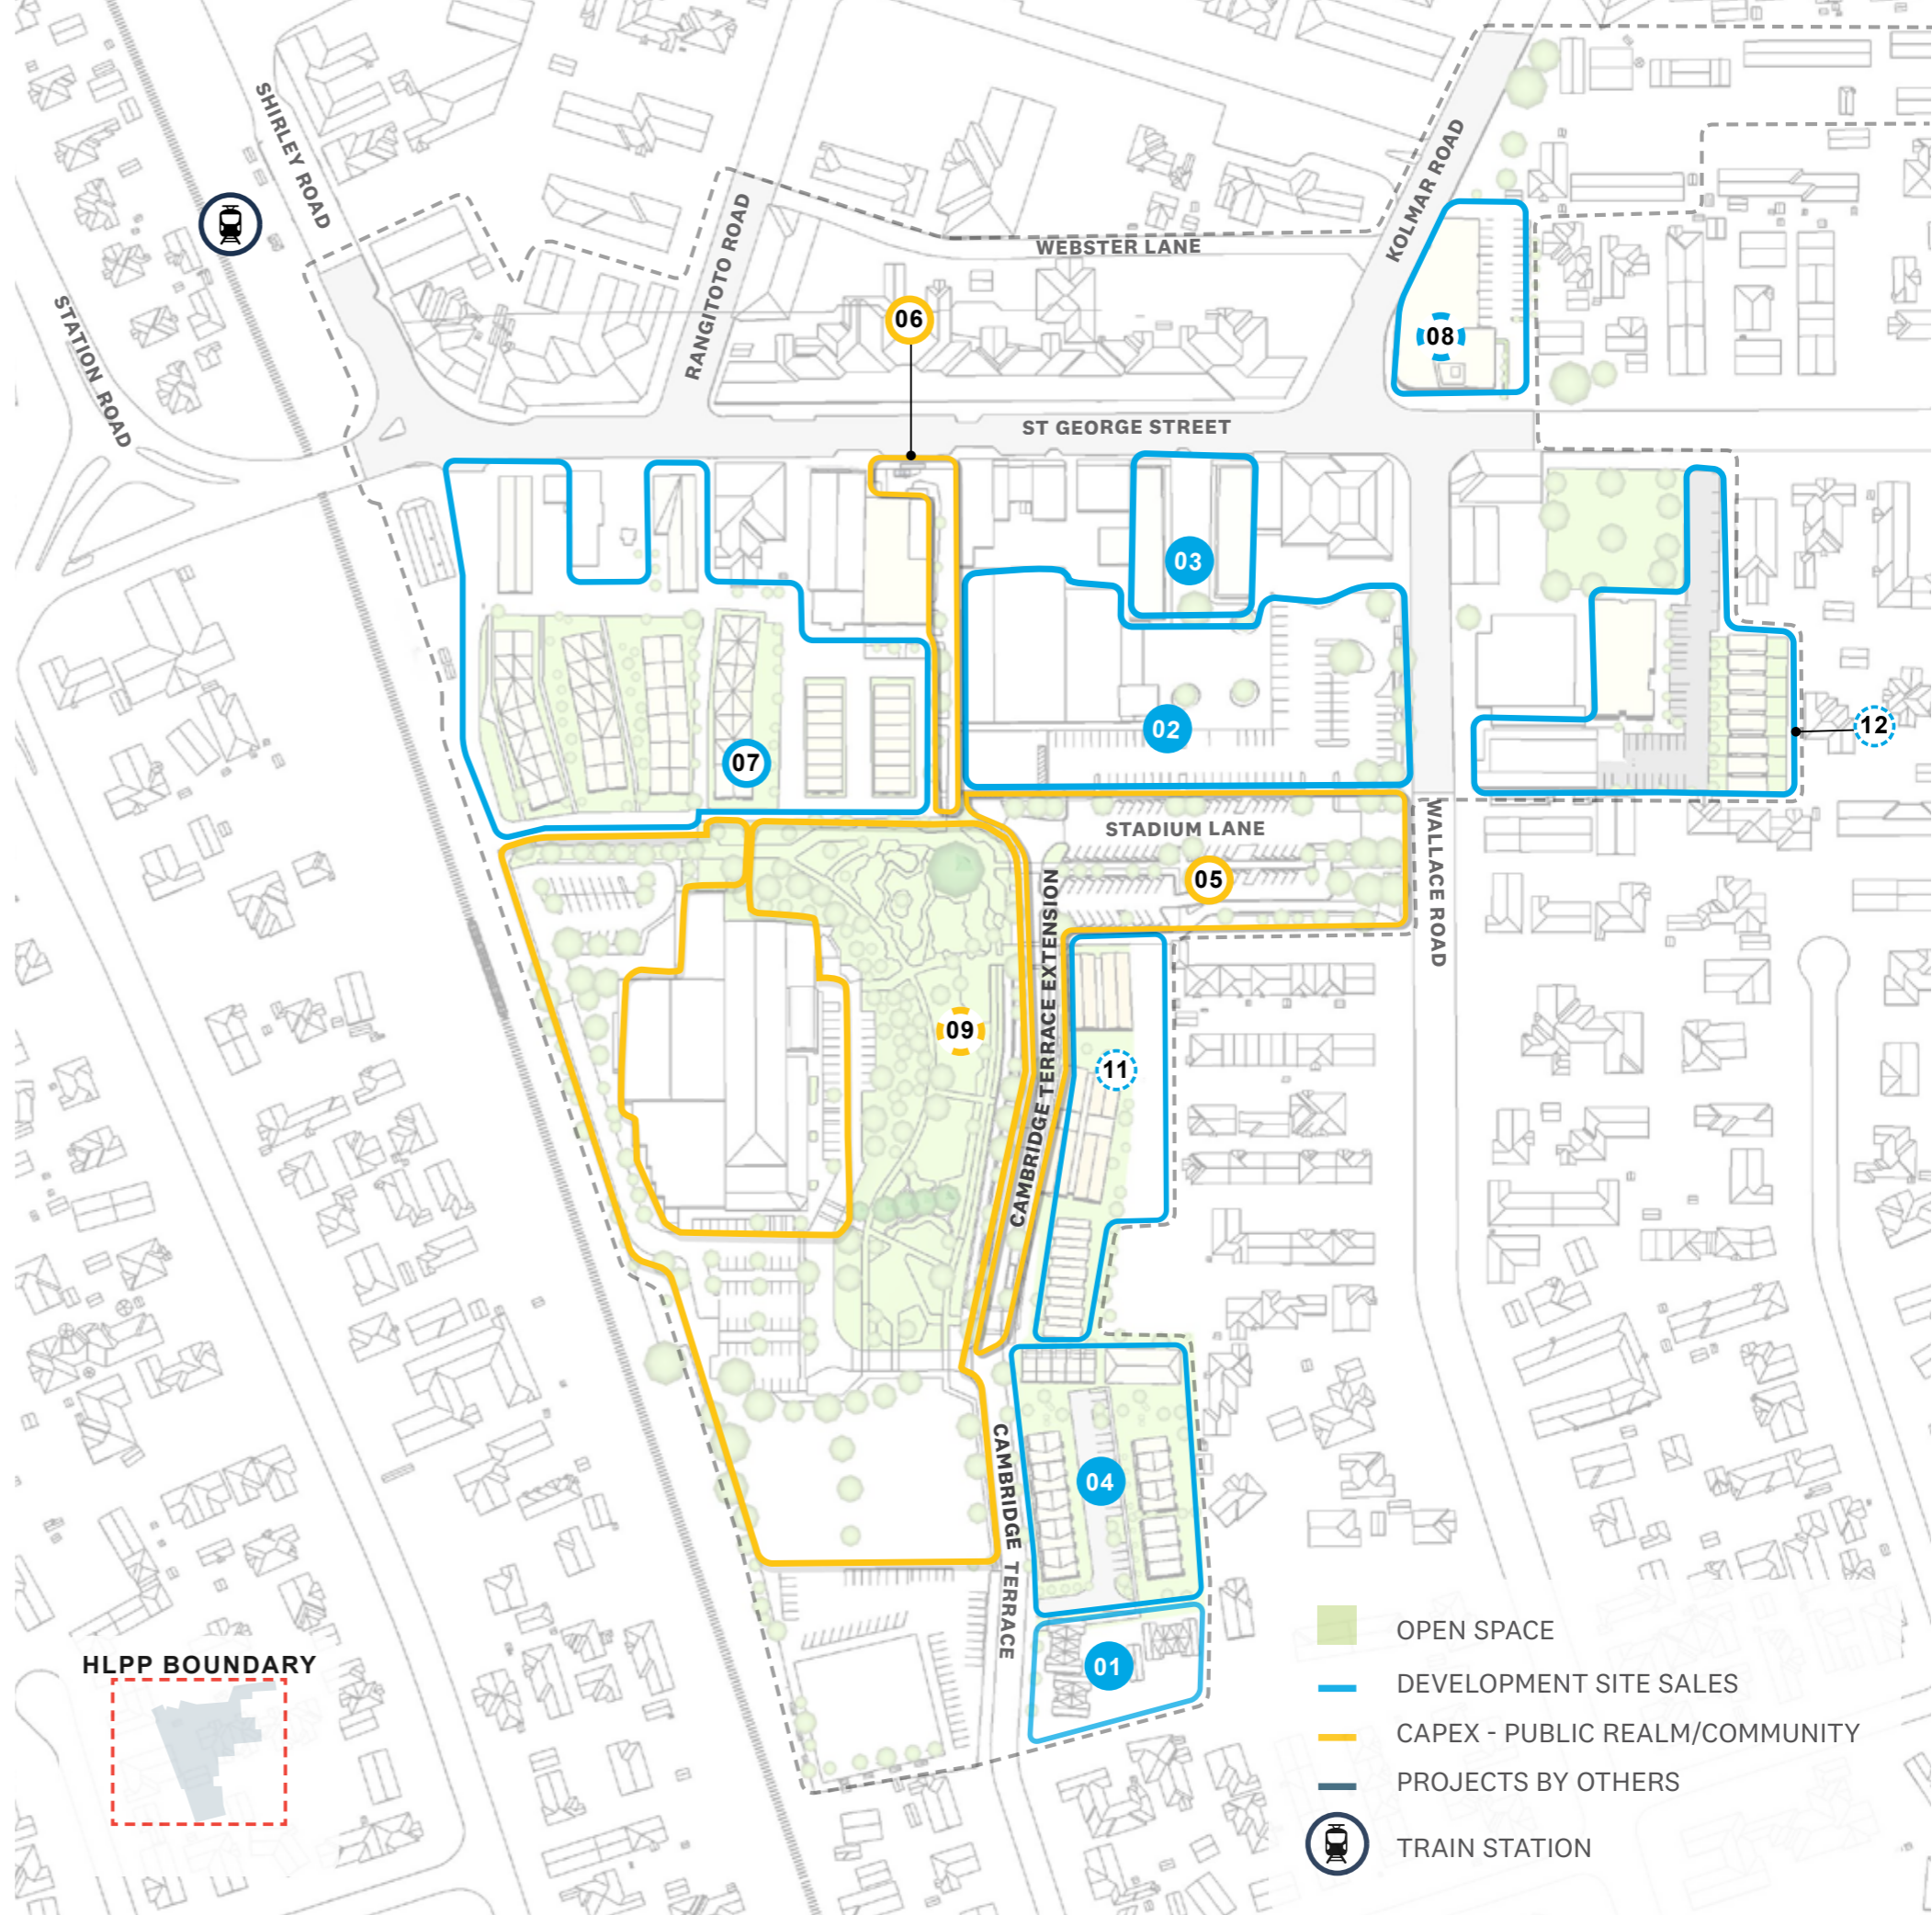 SHIRLEY ROAD
STATION ROAD
RANGITOTO ROAD
WEBSTER LANE
KOLMAR ROAD
06
08
ST GEORGE STREET
03
02
07
12
STADIUM LANE
05
WALLACE ROAD
CAMBRIDGE TERRACE EXTENSION
09
11
04
CAMBRIDGE TERRACE
01
HLPP BOUNDARY
OPEN SPACE
DEVELOPMENT SITE SALES
CAPEX - PUBLIC REALM/COMMUNITY
PROJECTS BY OTHERS
TRAIN STATION